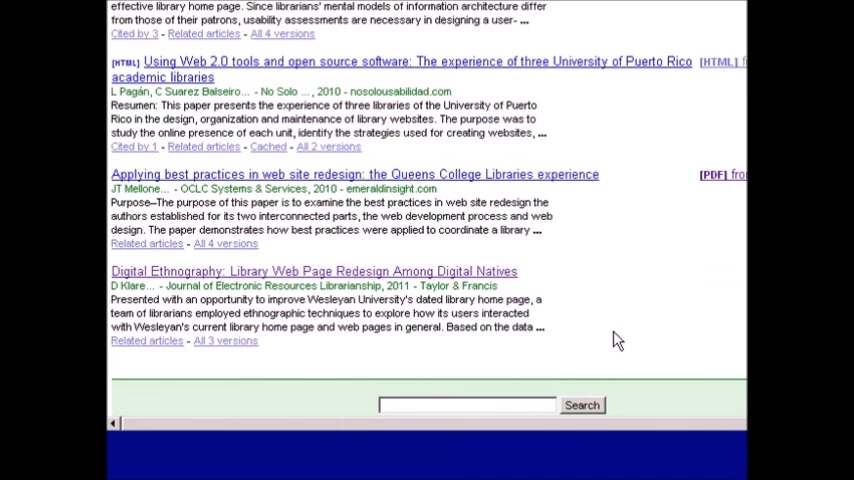 effective library home page. Since librarians' mental models of information architecture differ
from those of their patrons, usability assessments are necessary in designing a user- ...
Cited by 3 - Related articles - All 4 versions
[HTML] Using Web 2.0 tools and open source software: The experience of three University of Puerto Rico [HTML] f
academic libraries
L Pagán, C Suarez Balseiro... - No Solo ..., 2010 - nosolousabilidad.com
Resumen: This paper presents the experience of three libraries of the University of Puerto
Rico in the design, organization and maintenance of library websites. The purpose was to
study the online presence of each unit, identify the strategies used for creating websites, ...
Cited by 1 - Related articles - Cached - All 2 versions
Applying best practices in web site redesign: the Queens College Libraries experience [PDF] fro
JT Mellone... - OCLC Systems & Services, 2010 - emeraldinsight.com
Purpose–The purpose of this paper is to examine the best practices in web site redesign the
authors established for its two interconnected parts, the web development process and web
design. The paper demonstrates how best practices were applied to coordinate a library ...
Related articles - All 4 versions
Digital Ethnography: Library Web Page Redesign Among Digital Natives
D Klare... - Journal of Electronic Resources Librarianship, 2011 - Taylor & Francis
Presented with an opportunity to improve Wesleyan University's dated library home page, a
team of librarians employed ethnographic techniques to explore how its users interacted
with Wesleyan's current library home page and web pages in general. Based on the data ...
Related articles - All 3 versions
Search